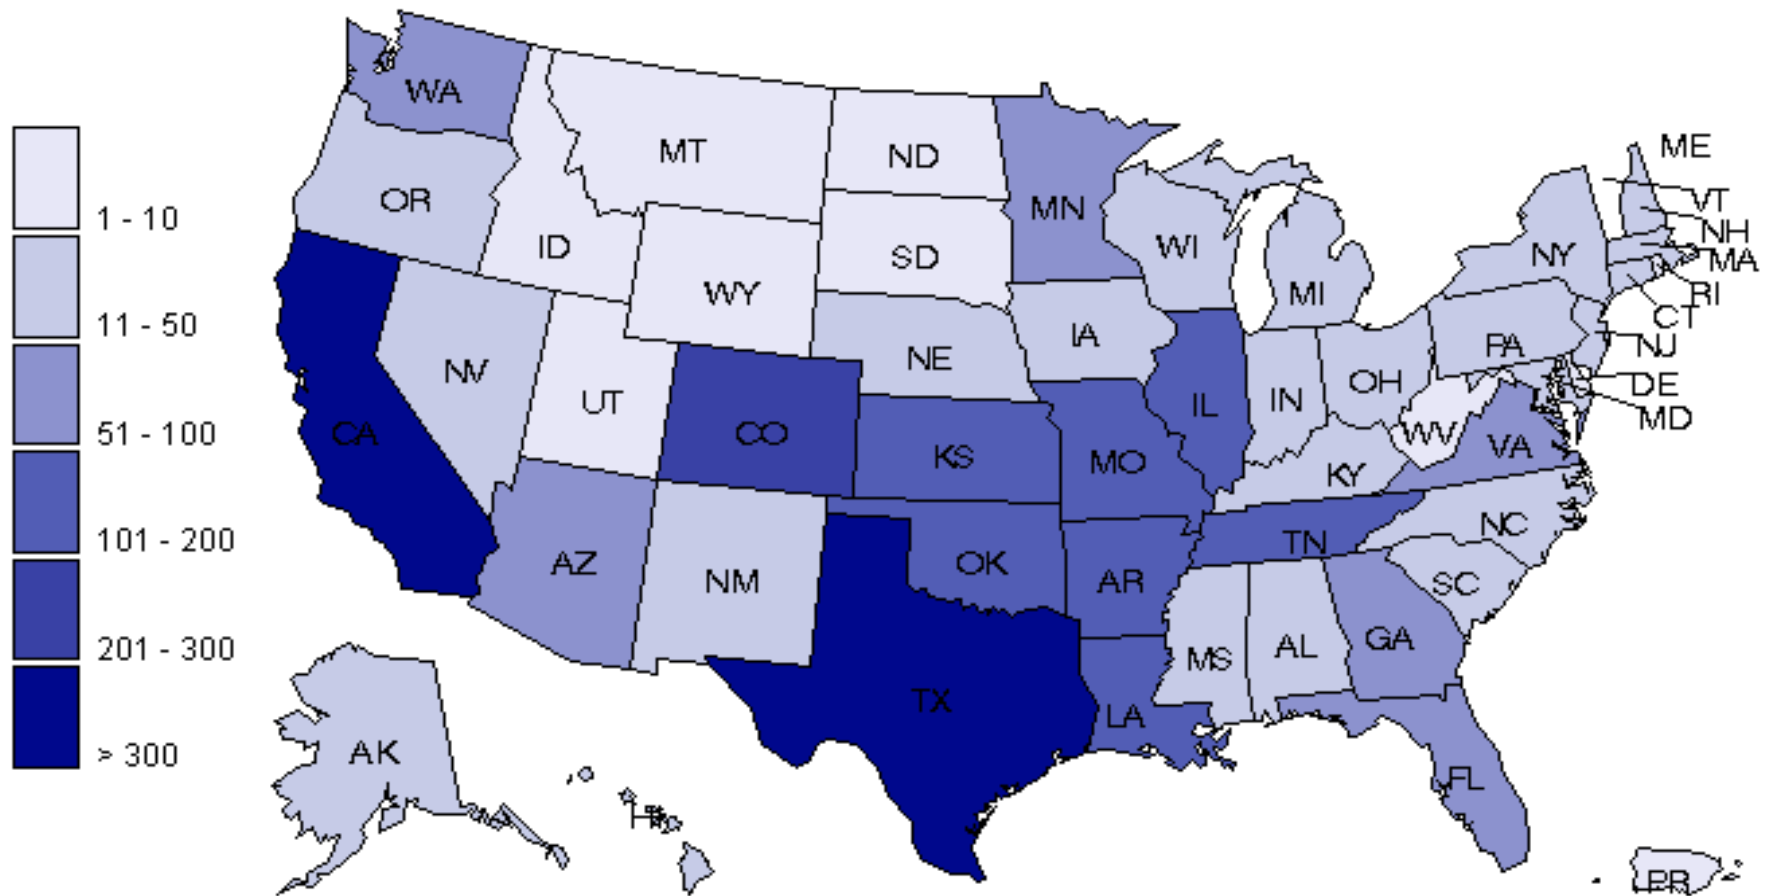 1 - 10
11 - 50
51 - 100
101 - 200
201 - 300
> 300
WA
OR
CA
ID
NV
MT
WY
UT
AZ
CO
NM
ND
SD
NE
KS
OK
TX
MN
IA
MO
AR
LA
WI
IL
MI
IN
OH
KY
TN
MS
AL
GA
FL
SC
NC
VA
WV
PA
NY
ME
VT
NH
MA
RI
CT
NJ
DE
MD
AK
HI
PR